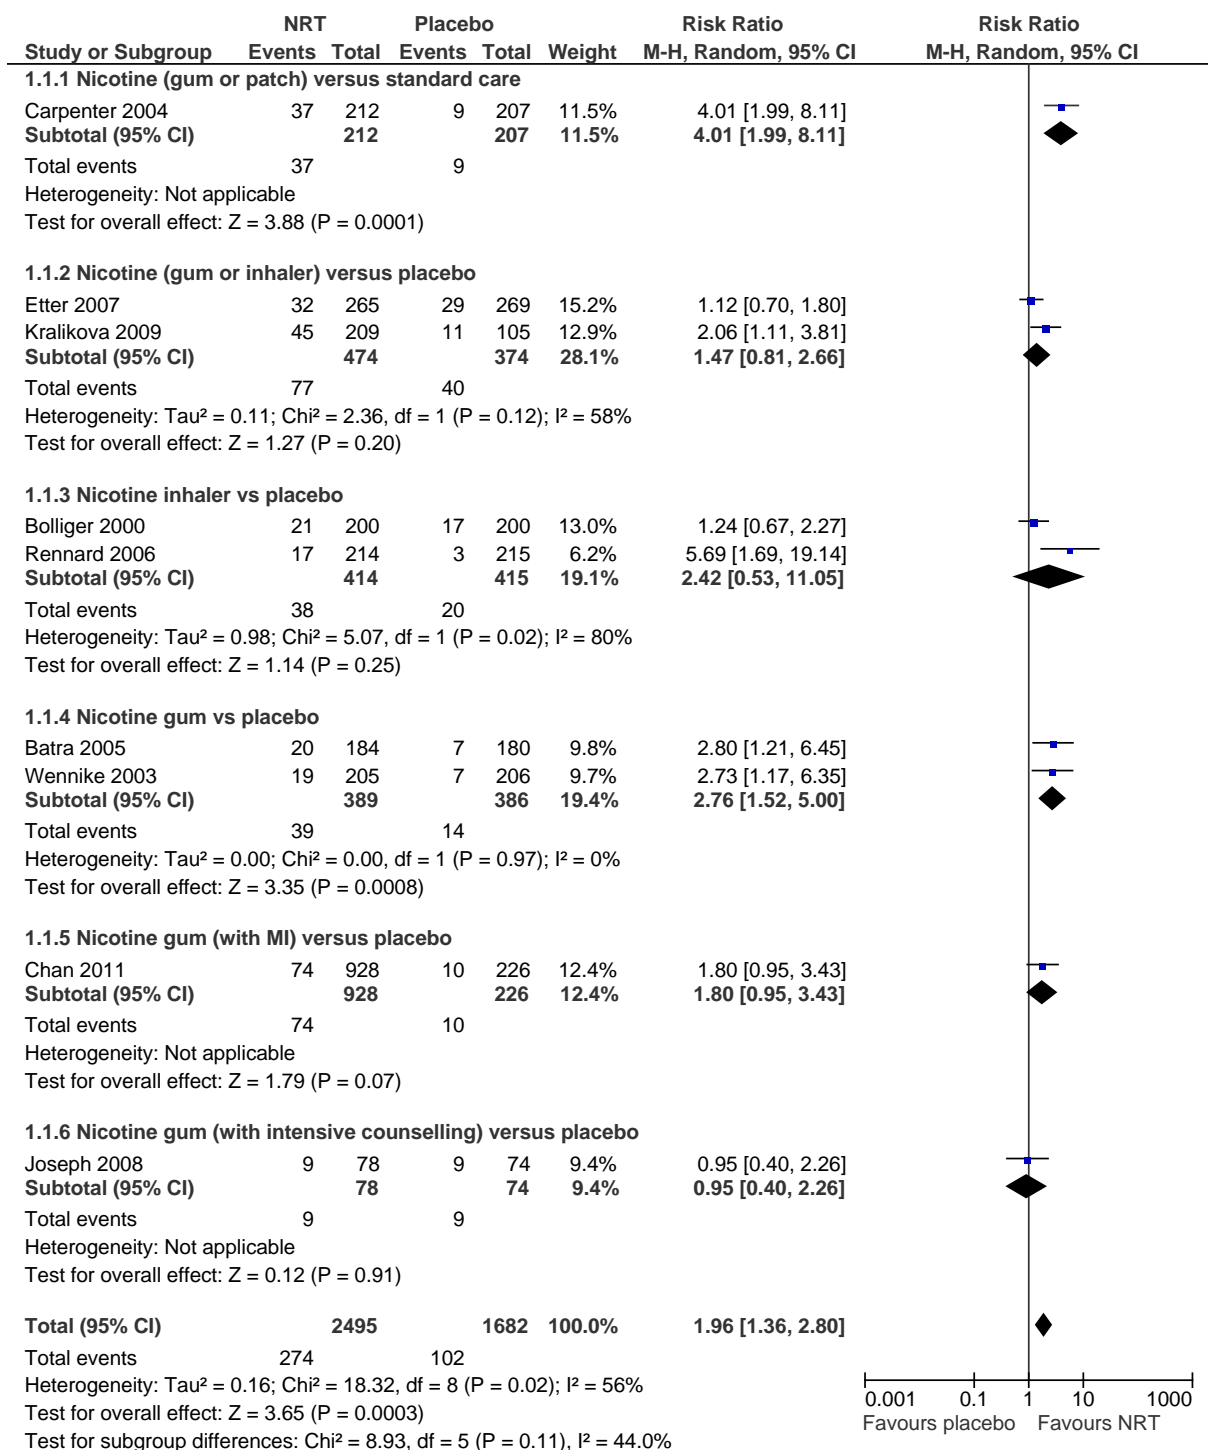 NRT Placebo Risk Ratio Risk Ratio
Study or Subgroup Events Total Events Total Weight M-H, Random, 95% CI M-H, Random, 95% CI
1.1.1 Nicotine (gum or patch) versus standard care
Carpenter 2004 37 212 9 207 11.5% 4.01 [1.99, 8.11]
Subtotal (95% CI) 212 207 11.5% 4.01 [1.99, 8.11]
Total events 37 9
Heterogeneity: Not applicable
Test for overall effect: Z = 3.88 (P = 0.0001)
1.1.2 Nicotine (gum or inhaler) versus placebo
Etter 2007 32 265 29 269 15.2% 1.12 [0.70, 1.80]
Kralikova 2009 45 209 11 105 12.9% 2.06 [1.11, 3.81]
Subtotal (95% CI) 474 374 28.1% 1.47 [0.81, 2.66]
Total events 77 40
Heterogeneity: Tau² = 0.11; Chi² = 2.36, df = 1 (P = 0.12); I² = 58%
Test for overall effect: Z = 1.27 (P = 0.20)
1.1.3 Nicotine inhaler vs placebo
Bolliger 2000 21 200 17 200 13.0% 1.24 [0.67, 2.27]
Rennard 2006 17 214 3 215 6.2% 5.69 [1.69, 19.14]
Subtotal (95% CI) 414 415 19.1% 2.42 [0.53, 11.05]
Total events 38 20
Heterogeneity: Tau² = 0.98; Chi² = 5.07, df = 1 (P = 0.02); I² = 80%
Test for overall effect: Z = 1.14 (P = 0.25)
1.1.4 Nicotine gum vs placebo
Batra 2005 20 184 7 180 9.8% 2.80 [1.21, 6.45]
Wennike 2003 19 205 7 206 9.7% 2.73 [1.17, 6.35]
Subtotal (95% CI) 389 386 19.4% 2.76 [1.52, 5.00]
Total events 39 14
Heterogeneity: Tau² = 0.00; Chi² = 0.00, df = 1 (P = 0.97); I² = 0%
Test for overall effect: Z = 3.35 (P = 0.0008)
1.1.5 Nicotine gum (with MI) versus placebo
Chan 2011 74 928 10 226 12.4% 1.80 [0.95, 3.43]
Subtotal (95% CI) 928 226 12.4% 1.80 [0.95, 3.43]
Total events 74 10
Heterogeneity: Not applicable
Test for overall effect: Z = 1.79 (P = 0.07)
1.1.6 Nicotine gum (with intensive counselling) versus placebo
Joseph 2008 9 78 9 74 9.4% 0.95 [0.40, 2.26]
Subtotal (95% CI) 78 74 9.4% 0.95 [0.40, 2.26]
Total events 9 9
Heterogeneity: Not applicable
Test for overall effect: Z = 0.12 (P = 0.91)
Total (95% CI) 2495 1682 100.0% 1.96 [1.36, 2.80]
Total events 274 102
Heterogeneity: Tau² = 0.16; Chi² = 18.32, df = 8 (P = 0.02); I² = 56%
Test for overall effect: Z = 3.65 (P = 0.0003)
Test for subgroup differences: Chi² = 8.93, df = 5 (P = 0.11), I² = 44.0%
0.001 0.1 1 10 1000
Favours placebo Favours NRT